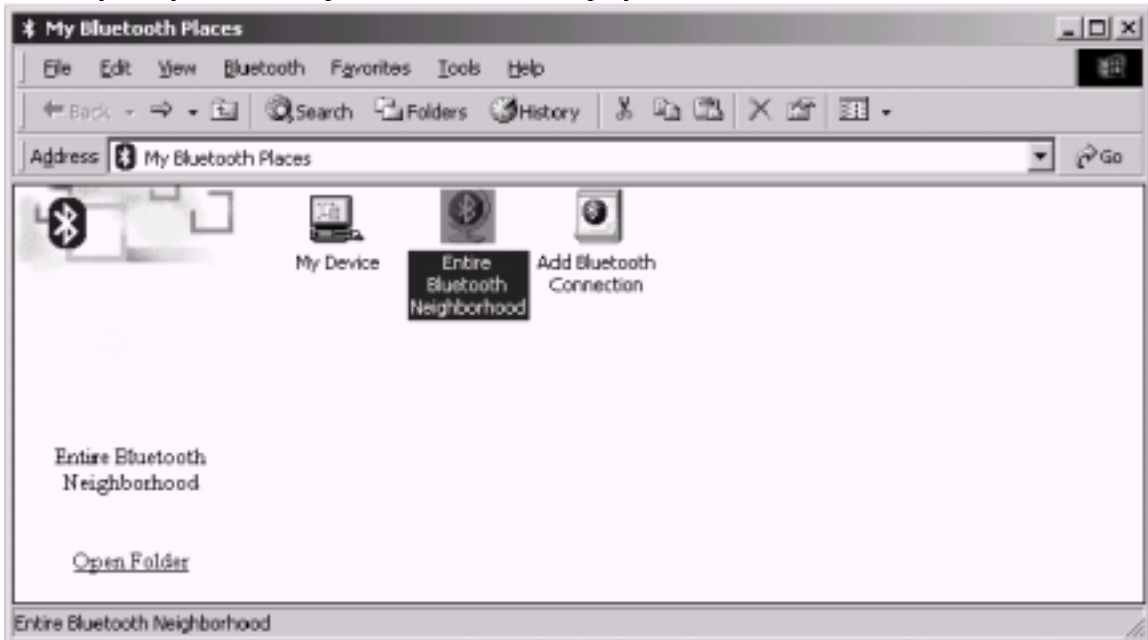 My Bluetooth Places
File Edit View Bluetooth Favorites Tools Help
Back Search Folders History
Address My Bluetooth Places Go
My Device
Entire Bluetooth Neighborhood
Add Bluetooth Connection
Entire Bluetooth
Neighborhood
Open Folder
Entire Bluetooth Neighborhood